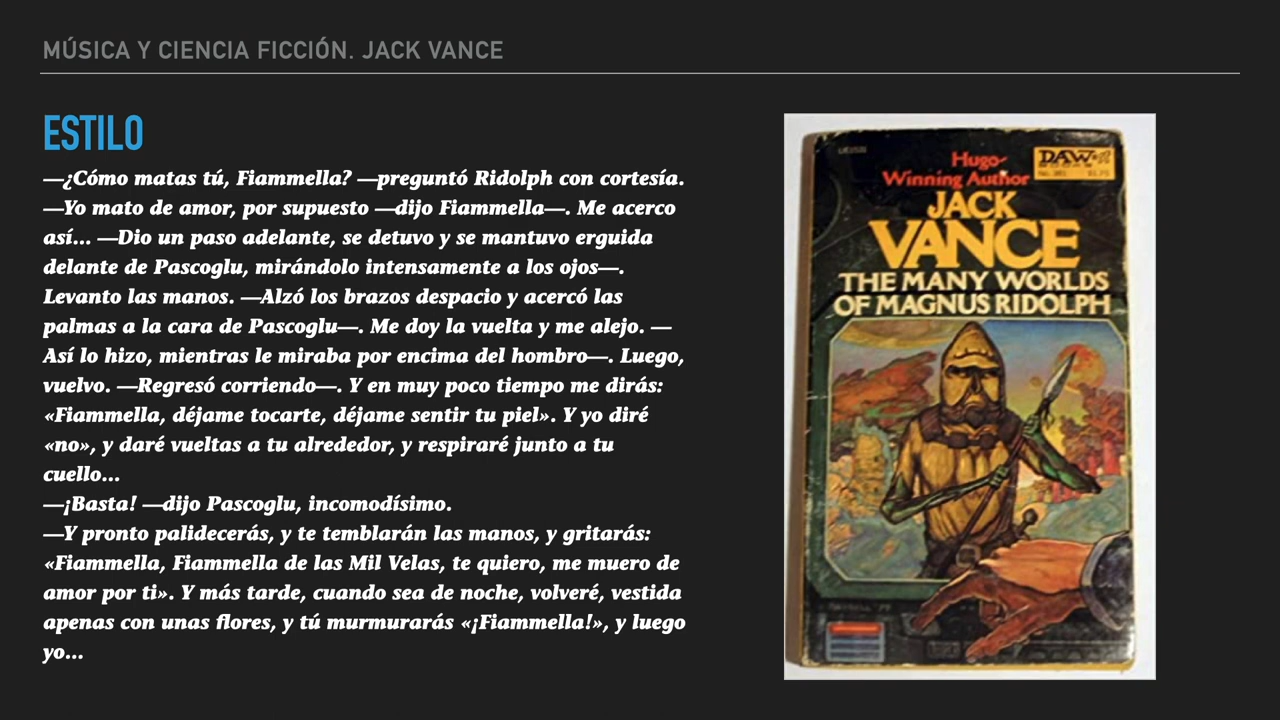 MÚSICA Y CIENCIA FICCIÓN. JACK VANCE
ESTILO
—¿Cómo matas tú, Fiammella? —preguntó Ridolph con cortesía.
—Yo mato de amor, por supuesto —dijo Fiammella—. Me acerco
así... —Dio un paso adelante, se detuvo y se mantuvo erguida
delante de Pascoglu, mirándolo intensamente a los ojos—.
Levanto las manos. —Alzó los brazos despacio y acercó las
palmas a la cara de Pascoglu—. Me doy la vuelta y me alejo. —
Así lo hizo, mientras le miraba por encima del hombro—. Luego,
vuelvo. —Regresó corriendo—. Y en muy poco tiempo me dirás:
«Fiammella, déjame tocarte, déjame sentir tu piel». Y yo diré
«no», y daré vueltas a tu alrededor, y respiraré junto a tu
cuello...
—¡Basta! —dijo Pascoglu, incomodísimo.
—Y pronto palidecerás, y te temblarán las manos, y gritarás:
«Fiammella, Fiammella de las Mil Velas, te quiero, me muero de
amor por ti». Y más tarde, cuando sea de noche, volveré, vestida
apenas con unas flores, y tú murmurarás «¡Fiammella!», y luego
yo...
Hugo-
Winning Author
DAW
JACK
VANCE
THE MANY WORLDS
OF MAGNUS RIDOLPH